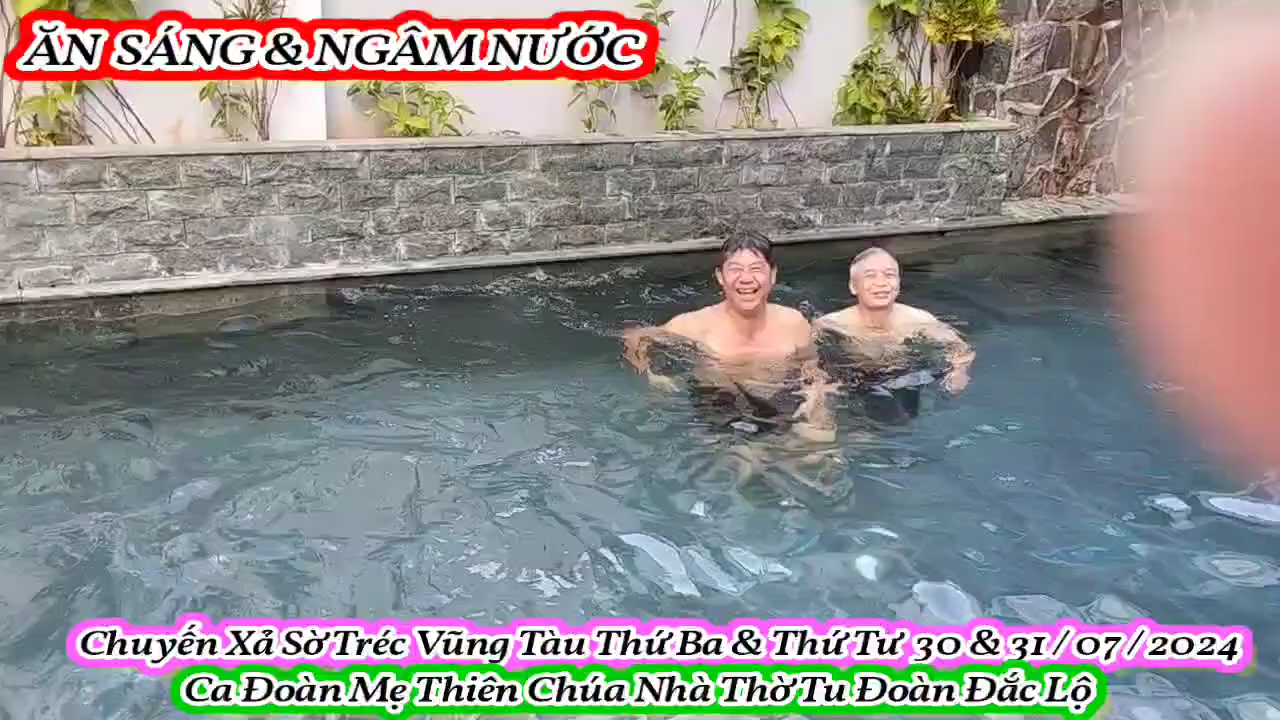 ĂN SÁNG & NGÂM NƯỚC
Chuyến Xả Sờ Tréc Vũng Tàu Thứ Ba & Thứ Tư 30 & 31 / 07 / 2024
Ca Đoàn Mẹ Thiên Chúa Nhà Thờ Tu Đoàn Đắc Lộ